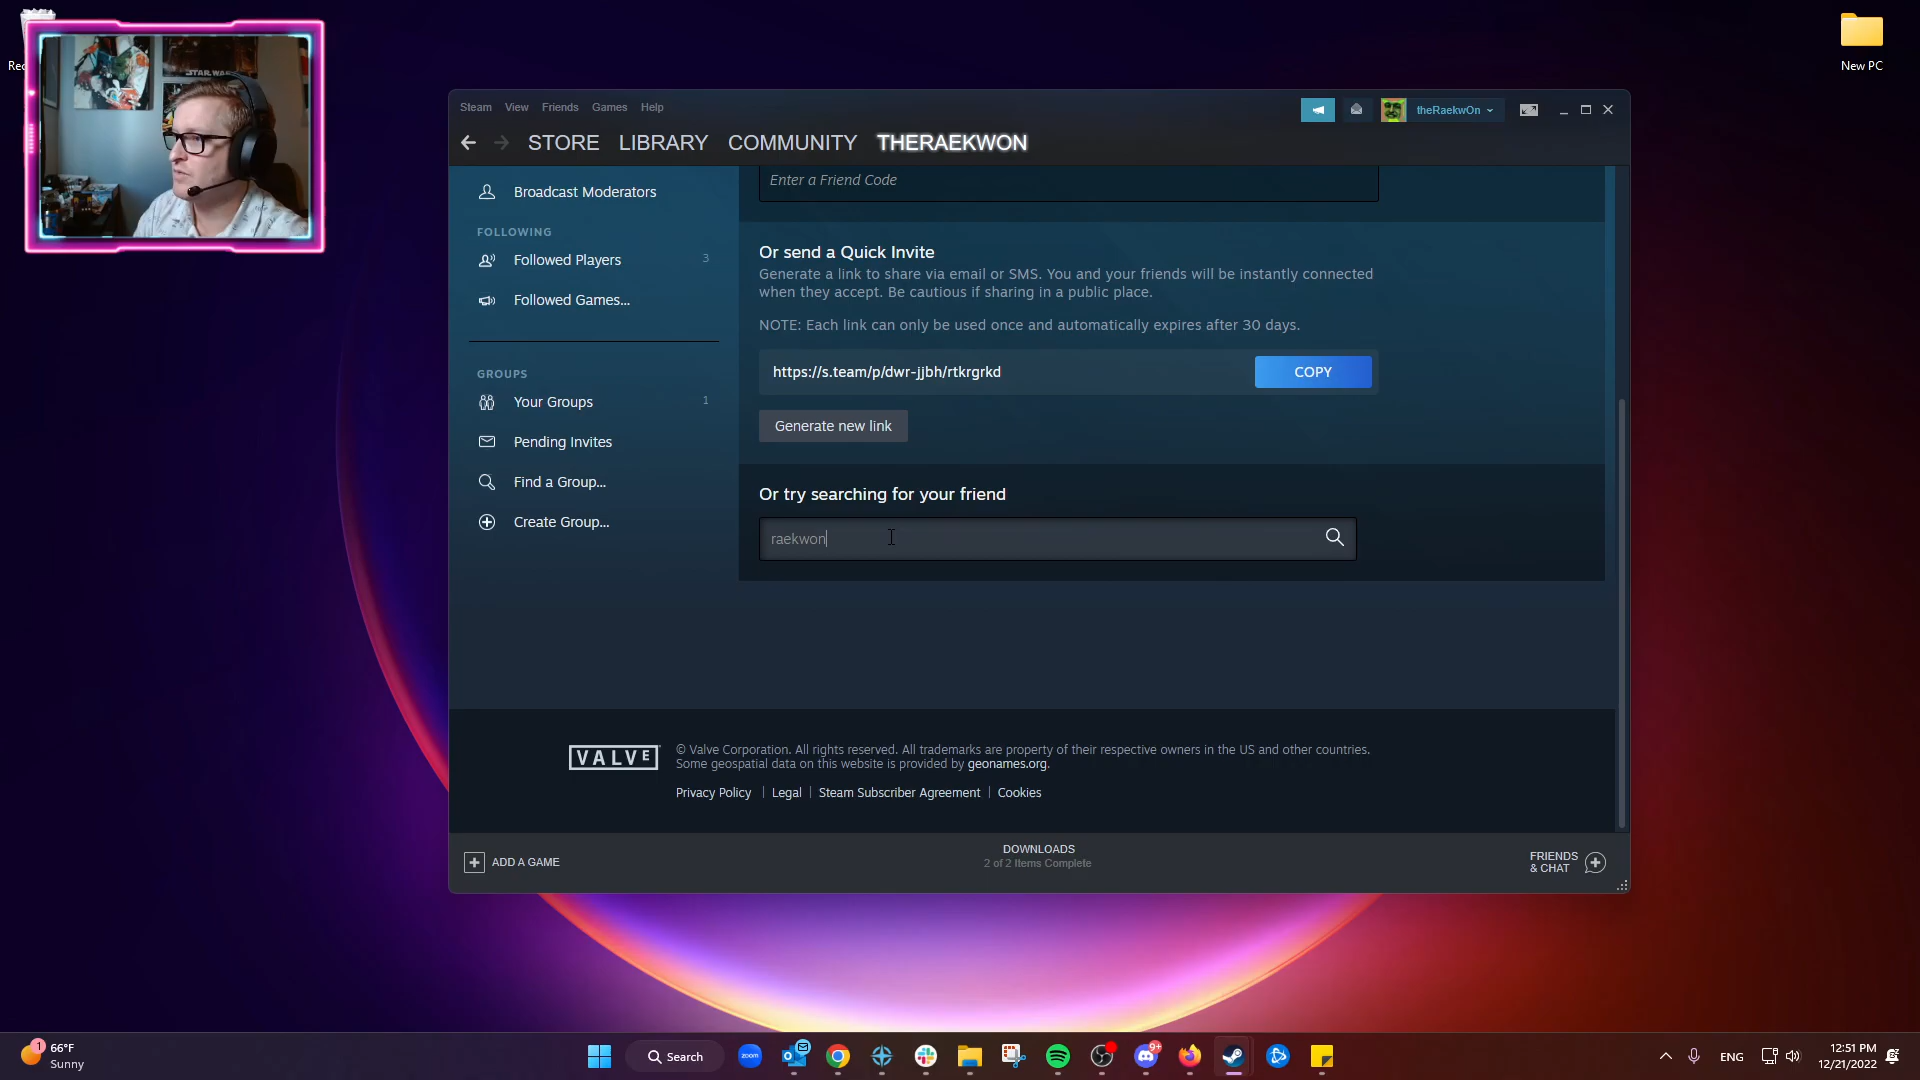 Rec
STAR WARS
New PC
Steam View Friends Games Help
theRaekwOn
STORE LIBRARY COMMUNITY THERAEKWON
Broadcast Moderators
FOLLOWING
Followed Players 3
Followed Games...
GROUPS
Your Groups 1
Pending Invites
Find a Group...
Create Group...
Enter a Friend Code
Or send a Quick Invite
Generate a link to share via email or SMS. You and your friends will be instantly connected
when they accept. Be cautious if sharing in a public place.
NOTE: Each link can only be used once and automatically expires after 30 days.
https://s.team/p/dwr-jjbh/rtkrgrkd COPY
Generate new link
Or try searching for your friend
raekwon
VALVE
© Valve Corporation. All rights reserved. All trademarks are property of their respective owners in the US and other countries.
Some geospatial data on this website is provided by geonames.org.
Privacy Policy | Legal | Steam Subscriber Agreement | Cookies
ADD A GAME
DOWNLOADS
2 of 2 Items Complete
FRIENDS
& CHAT
1
66°F
Sunny
Search
zoom
9+
ENG
12:51 PM
12/21/2022